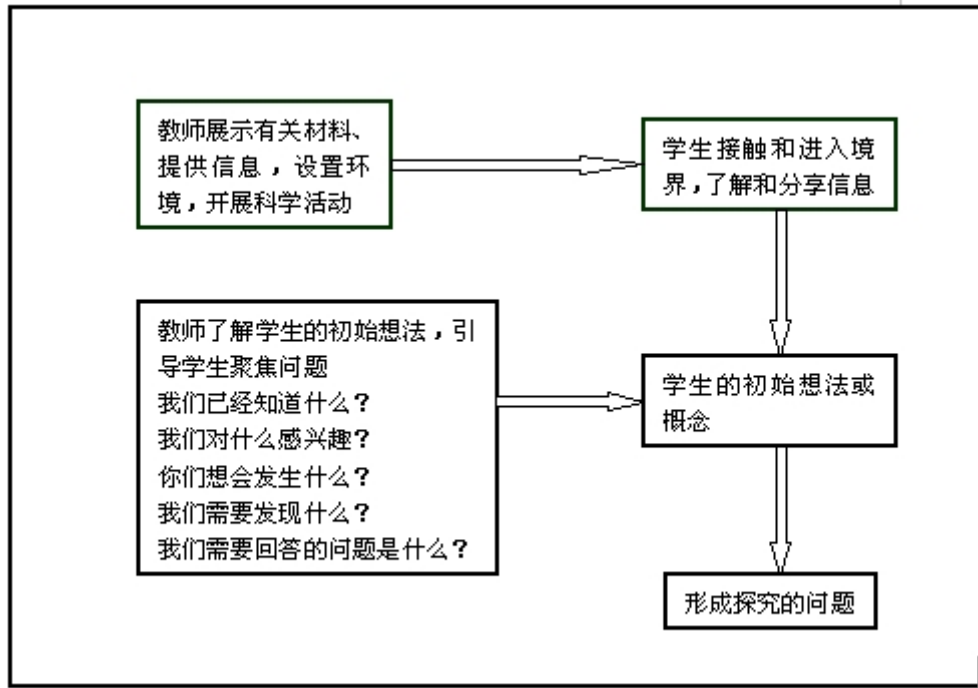 教师展示有关材料、
提供信息，设置环
境，开展科学活动
学生接触和进入境
界，了解和分享信息
教师了解学生的初始想法，引
导学生聚焦问题
我们已经知道什么？
我们对什么感兴趣？
你们想会发生什么？
我们需要发现什么？
我们需要回答的问题是什么？
学生的初始想法或
概念
形成探究的问题